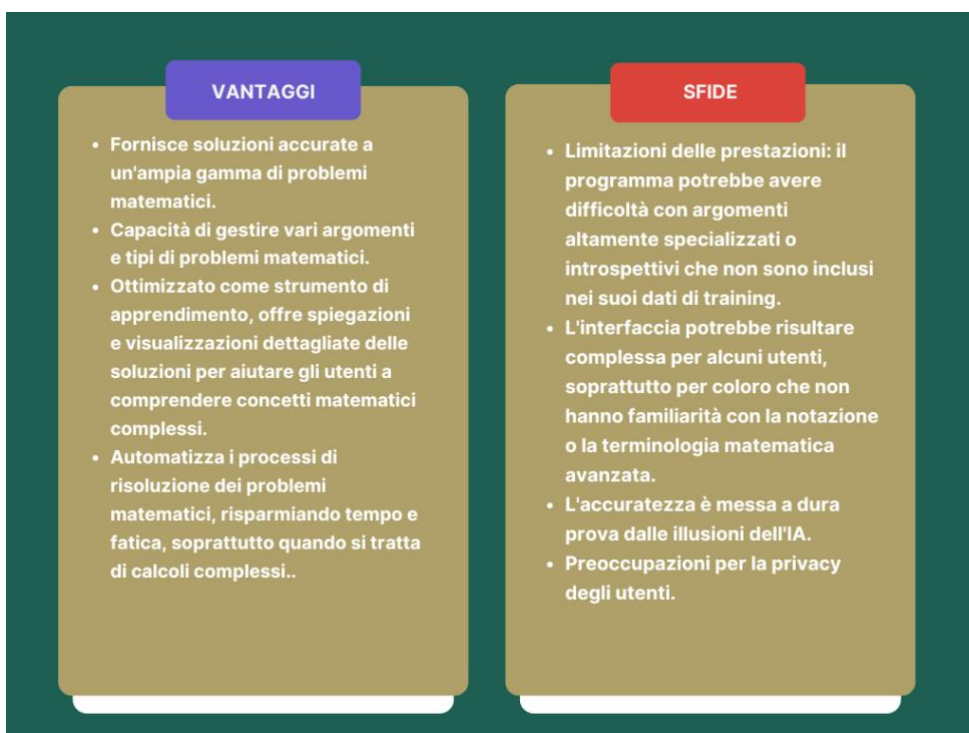 VANTAGGI
• Fornisce soluzioni accurate a
un'ampia gamma di problemi
matematici.
• Capacità di gestire vari argomenti
e tipi di problemi matematici.
• Ottimizzato come strumento di
apprendimento, offre spiegazioni
e visualizzazioni dettagliate delle
soluzioni per aiutare gli utenti a
comprendere concetti matematici
complessi.
• Automatizza i processi di
risoluzione dei problemi
matematici, risparmiando tempo e
fatica, soprattutto quando si tratta
di calcoli complessi..
SFIDE
• Limitazioni delle prestazioni: il
programma potrebbe avere
difficoltà con argomenti
altamente specializzati o
introspettivi che non sono inclusi
nei suoi dati di training.
• L'interfaccia potrebbe risultare
complessa per alcuni utenti,
soprattutto per coloro che non
hanno familiarità con la notazione
o la terminologia matematica
avanzata.
• L'accuratezza è messa a dura
prova dalle illusioni dell'IA.
• Preoccupazioni per la privacy
degli utenti.